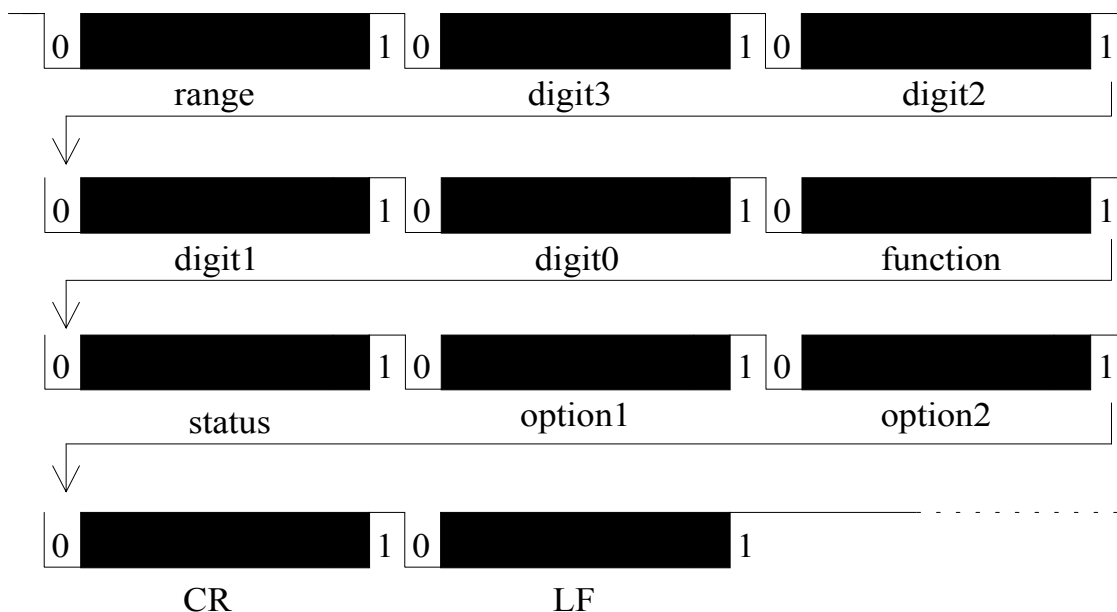 0 1 0 1 0 1
range digit3 digit2
0 1 0 1 0 1
digit1 digit0 function
0 1 0 1 0 1
status option1 option2
0 1 0 1
CR LF